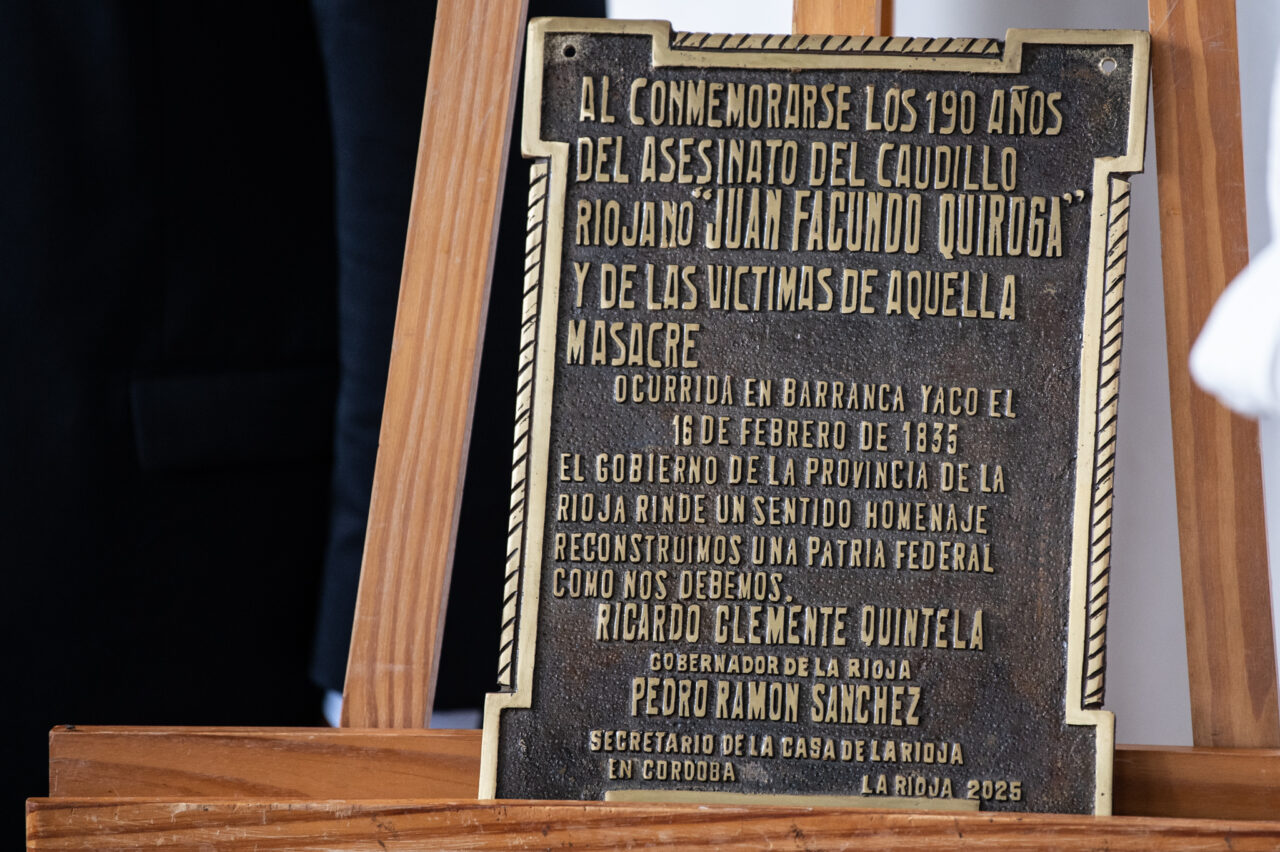 AL CONMEMORARSE LOS 190 AÑOS
DEL ASESINATO DEL CAUDILLO
RIOJANO "JUAN FACUNDO QUIROGA"
Y DE LAS VICTIMAS DE AQUELLA
MASACRE
OCURRIDA EN BARRANCA YACO EL
16 DE FEBRERO DE 1835
EL GOBIERNO DE LA PROVINCIA DE LA
RIOJA RINDE UN SENTIDO HOMENAJE
RECONSTRUIMOS UNA PATRIA FEDERAL
COMO NOS DEBEMOS.
RICARDO CLEMENTE QUINTELA
GOBERNADOR DE LA RIOJA
PEDRO RAMON SANCHEZ
SECRETARIO DE LA CASA DE LA RIOJA
EN CORDOBA LA RIOJA 2025